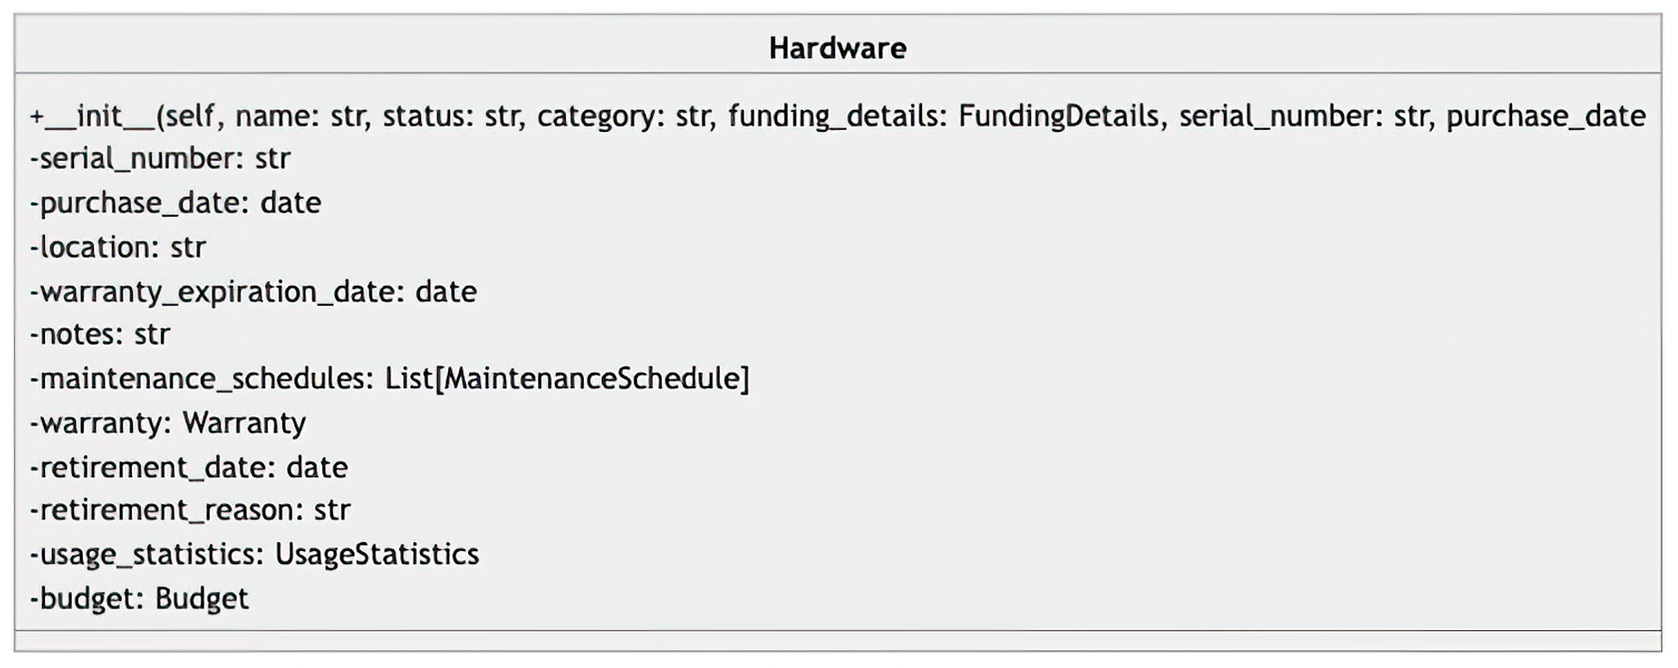 Hardware
+__init__(self, name: str, status: str, category: str, funding_details: FundingDetails, serial_number: str, purchase_date
-serial_number: str
-purchase_date: date
-location: str
-warranty_expiration_date: date
-notes: str
-maintenance_schedules: List[MaintenanceSchedule]
-warranty: Warranty
-retirement_date: date
-retirement_reason: str
-usage_statistics: UsageStatistics
-budget: Budget